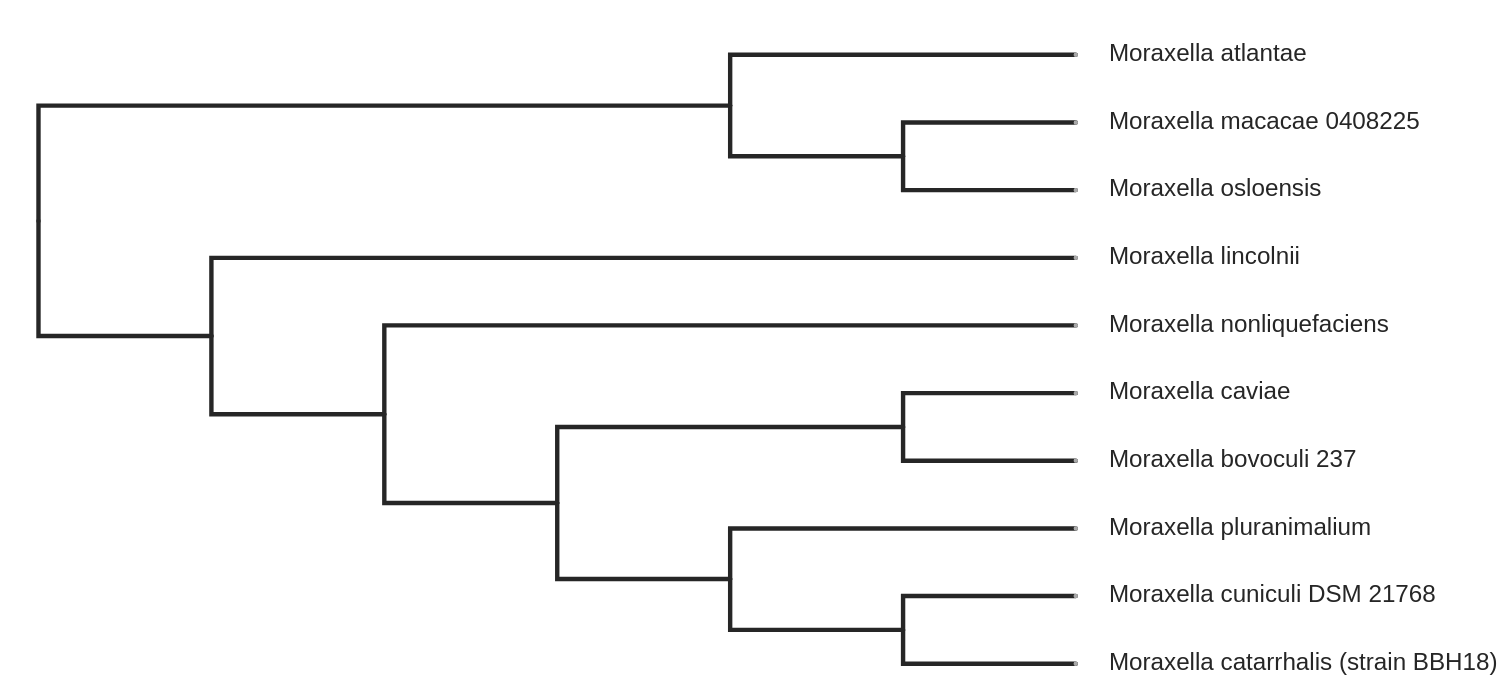 Moraxella atlantae
Moraxella macacae 0408225
Moraxella osloensis
Moraxella lincolnii
Moraxella nonliquefaciens
Moraxella caviae
Moraxella bovoculi 237
Moraxella pluranimalium
Moraxella cuniculi DSM 21768
Moraxella catarrhalis (strain BBH18)